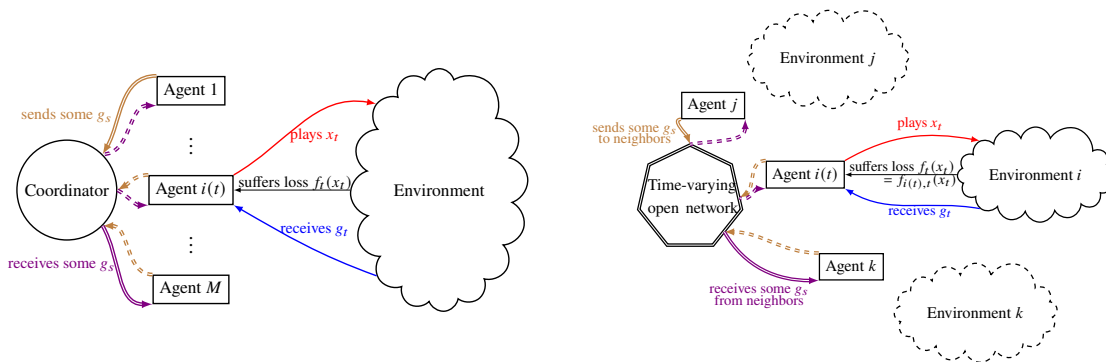 Agent 1
sends some g_s
⋮
plays x_t
Coordinator
Agent i(t)
suffers loss f_t(x_t)
Environment
receives g_t
⋮
receives some g_s
Agent M
Environment j
Agent j
sends some g_s
to neighbors
plays x_t
Time-varying
open network
Agent i(t)
suffers loss f_t(x_t)
= f_{i(t),t}(x_t)
Environment i
receives g_t
Agent k
receives some g_s
from neighbors
Environment k